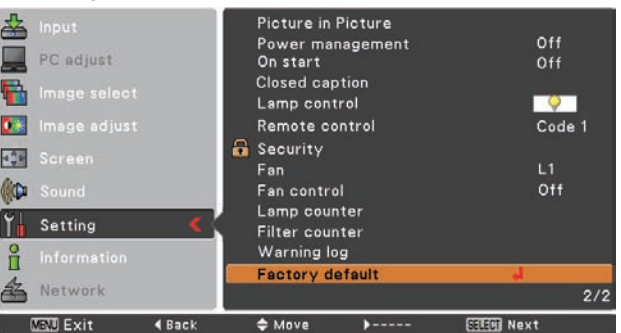 Input
PC adjust
Image select
Image adjust
Screen
Sound
Setting
Information
Network
Picture in Picture
Power management Off
On start Off
Closed caption
Lamp control
Remote control Code 1
Security
Fan L1
Fan control Off
Lamp counter
Filter counter
Warning log
Factory default
2/2
MENU Exit Back Move ----- SELECT Next